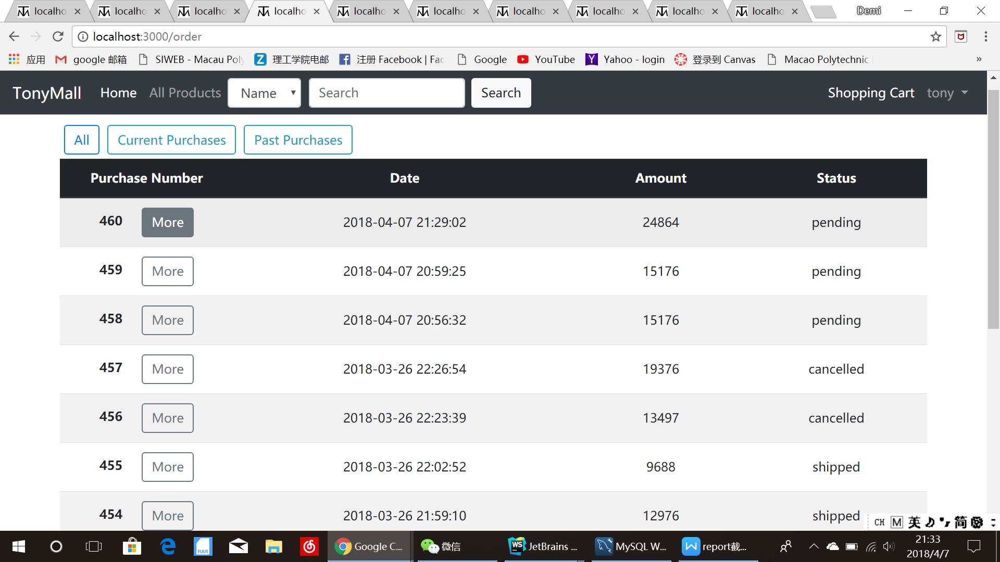 localho localho localho localho localho localho localho localho localho localho Demi
localhost:3000/order
应用 google 邮箱 SIWEB - Macau Poly 理工学院电邮 注册 Facebook | Fac Google YouTube Yahoo - login 登录到 Canvas Macao Polytechnic »
TonyMall Home All Products Name Search Search Shopping Cart tony
All Current Purchases Past Purchases
Purchase Number Date Amount Status
460 More 2018-04-07 21:29:02 24864 pending
459 More 2018-04-07 20:59:25 15176 pending
458 More 2018-04-07 20:56:32 15176 pending
457 More 2018-03-26 22:26:54 19376 cancelled
456 More 2018-03-26 22:23:39 13497 cancelled
455 More 2018-03-26 22:02:52 9688 shipped
454 More 2018-03-26 21:59:10 12976 shipped
CH M 英 简
Google C... 微信 JetBrains ... MySQL W... report截... 21:33
2018/4/7